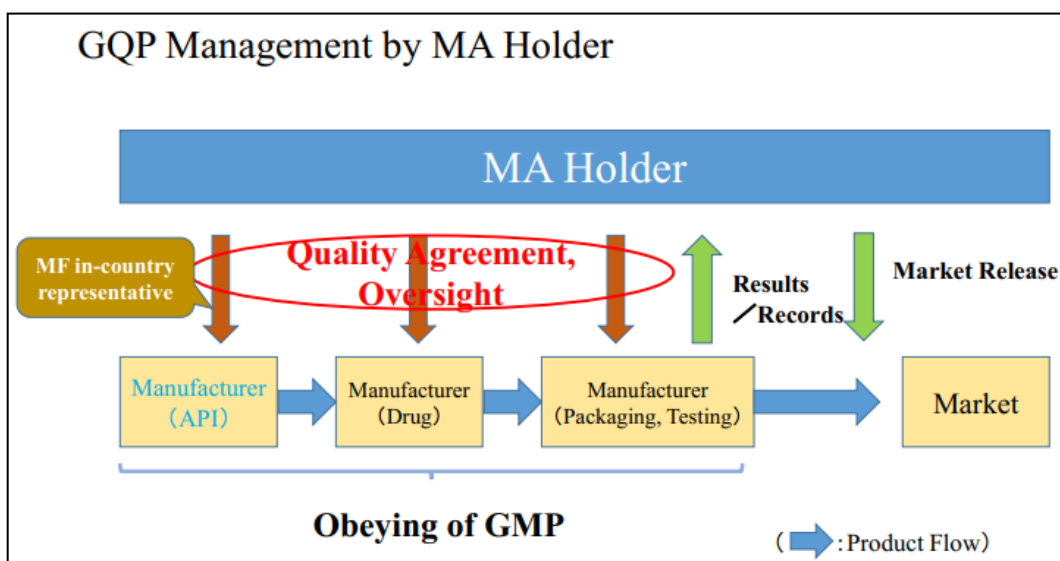 GQP Management by MA Holder
MA Holder
MF in-country
representative
Quality Agreement,
Oversight
Results
／Records
Market Release
Manufacturer
（API）
Manufacturer
（Drug）
Manufacturer
（Packaging, Testing）
Market
Obeying of GMP
（ :Product Flow）